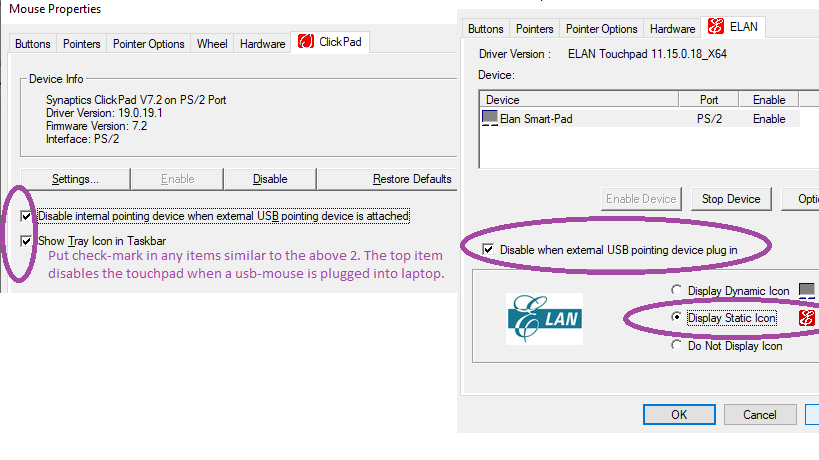 Mouse Properties
Buttons Pointers Pointer Options Wheel Hardware ClickPad
Device Info
Synaptics ClickPad V7.2 on PS/2 Port
Driver Version: 19.0.19.1
Firmware Version: 7.2
Interface: PS/2
Settings... Enable Disable Restore Defaults
Disable internal pointing device when external USB pointing device is attached
Show Tray Icon in Taskbar
Put check-mark in any items similar to the above 2. The top item
disables the touchpad when a usb-mouse is plugged into laptop.
Buttons Pointers Pointer Options Hardware ELAN
Driver Version : ELAN Touchpad 11.15.0.18_X64
Device:
Device Port Enable
Elan Smart-Pad PS/2 Enable
Enable Device Stop Device Opti
Disable when external USB pointing device plug in
Display Dynamic Icon
ELAN Display Static Icon
Do Not Display Icon
OK Cancel